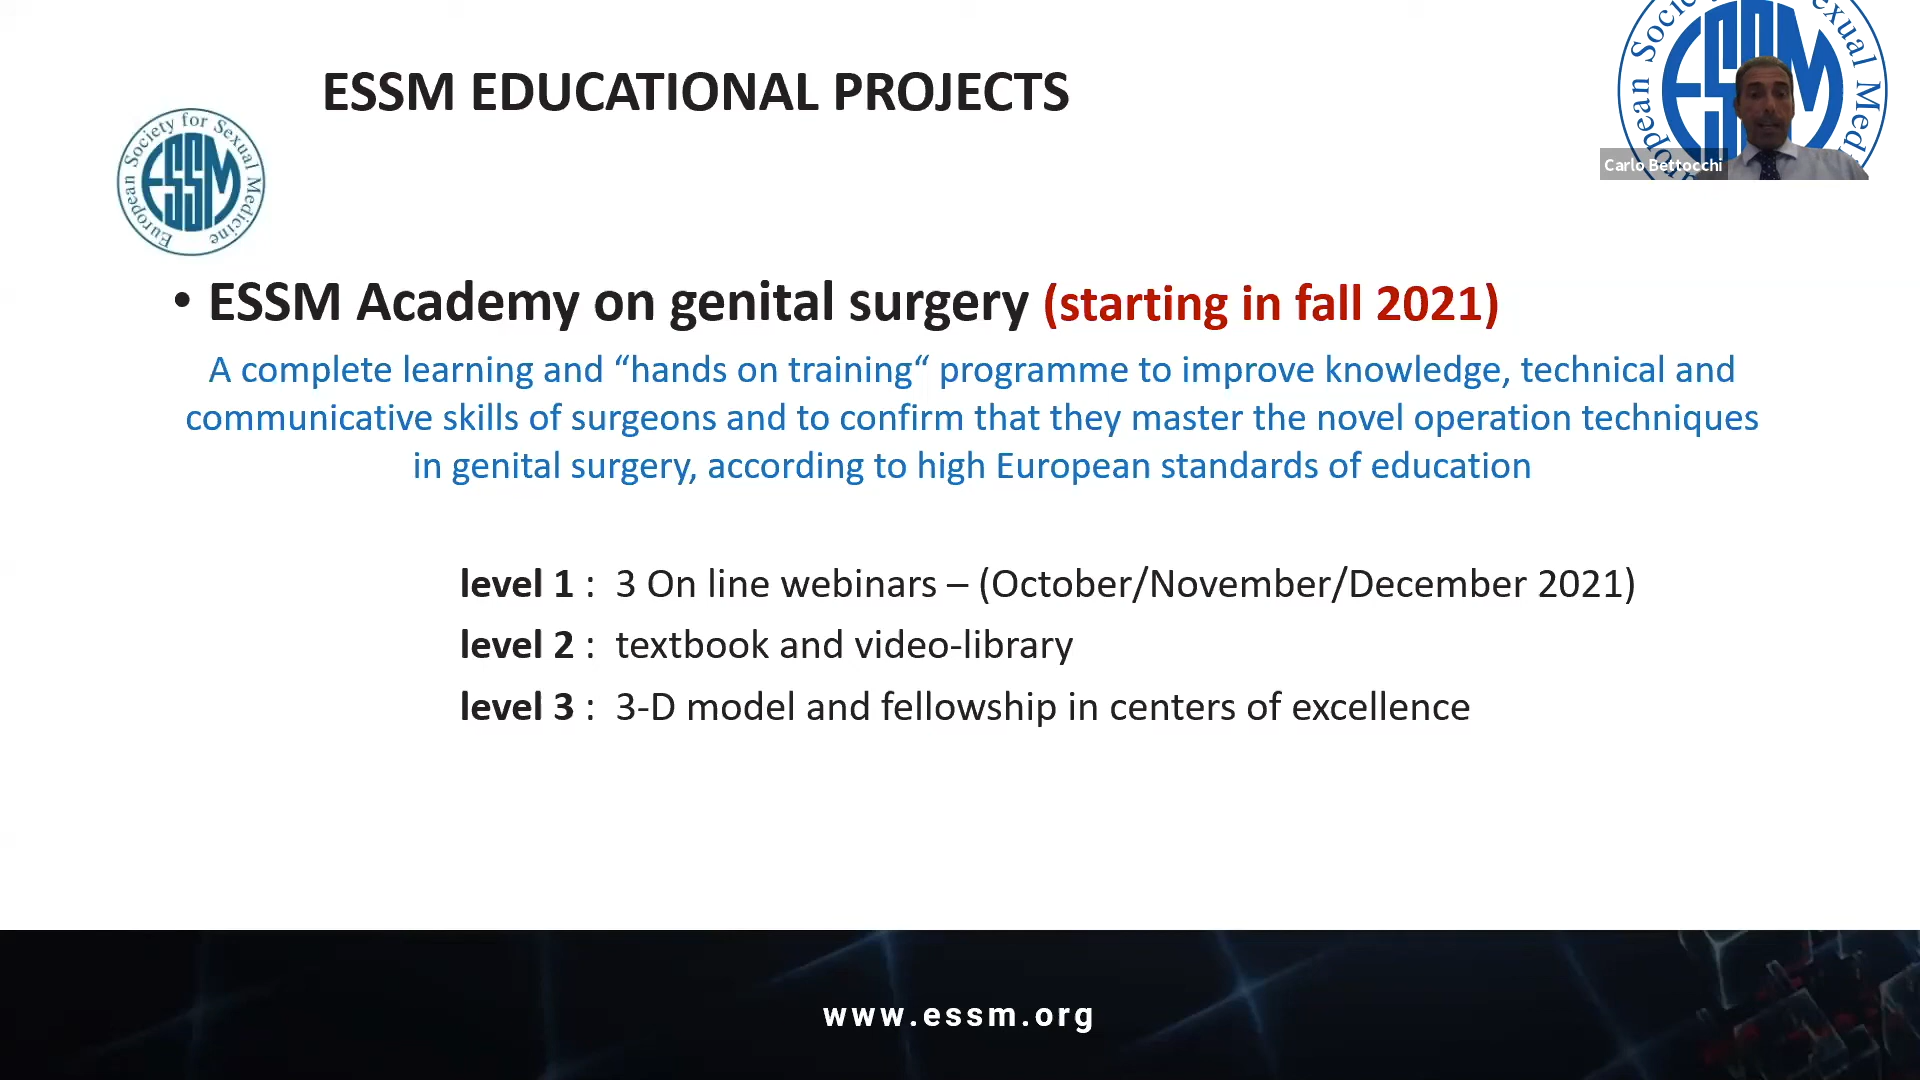 ESSM EDUCATIONAL PROJECTS
European Society for Sexual Medicine
ESSM
ESSM
Carlo Bettocchi
• ESSM Academy on genital surgery (starting in fall 2021)
A complete learning and “hands on training“ programme to improve knowledge, technical and
communicative skills of surgeons and to confirm that they master the novel operation techniques
in genital surgery, according to high European standards of education
level 1 : 3 On line webinars – (October/November/December 2021)
level 2 : textbook and video-library
level 3 : 3-D model and fellowship in centers of excellence
www.essm.org